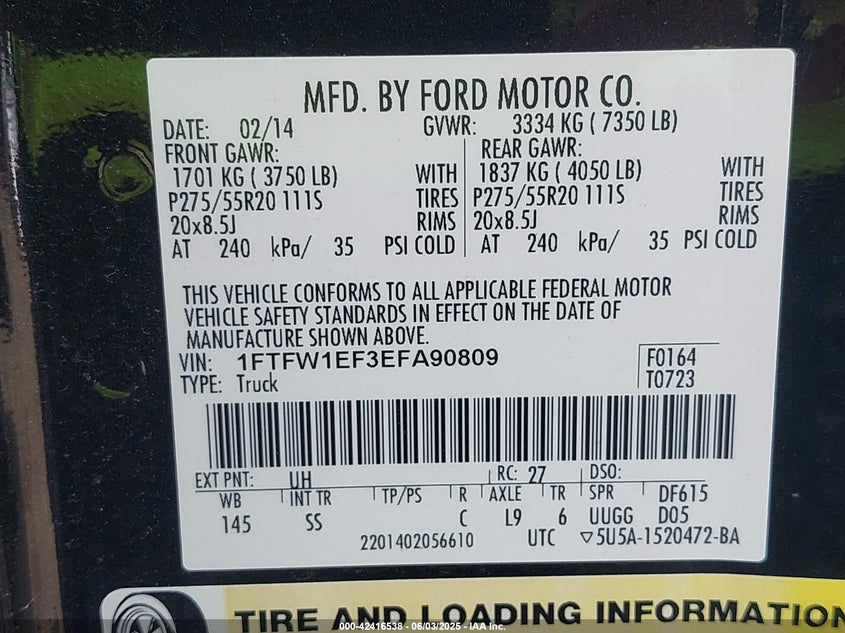 MFD. BY FORD MOTOR CO.
DATE: 02/14 GVWR: 3334 KG ( 7350 LB)
FRONT GAWR: REAR GAWR:
1701 KG ( 3750 LB) WITH 1837 KG ( 4050 LB) WITH
P275/55R20 111S TIRES P275/55R20 111S TIRES
20x8.5J RIMS 20x8.5J RIMS
AT 240 kPa/ 35 PSI COLD AT 240 kPa/ 35 PSI COLD
THIS VEHICLE CONFORMS TO ALL APPLICABLE FEDERAL MOTOR
VEHICLE SAFETY STANDARDS IN EFFECT ON THE DATE OF
MANUFACTURE SHOWN ABOVE.
VIN: 1FTFW1EF3EFA90809 F0164
TYPE: Truck T0723
EXT PNT: UH RC: 27 DSO:
WB INT TR TP/PS R AXLE TR SPR DF615
145 SS C L9 6 UUGG D05
2201402056610 UTC ▽5U5A-1520472-BA
TIRE AND LOADING INFORMATION
000-42416538 - 06/03/2025 - IAA Inc.